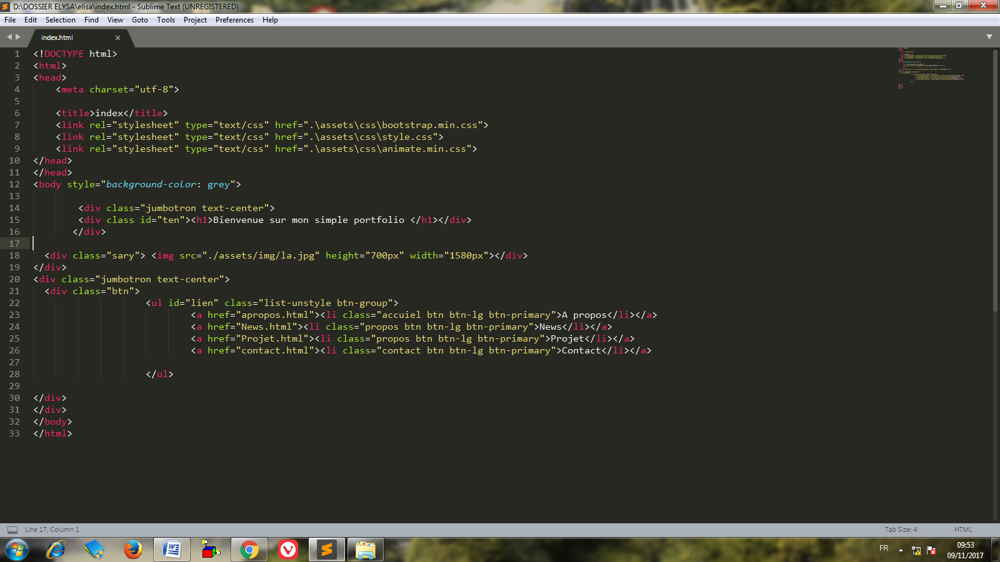 D:\DOSSIER ELYSA\elisa\index.html - Sublime Text (UNREGISTERED)
File Edit Selection Find View Goto Tools Project Preferences Help
index.html
1 <!DOCTYPE html>
2 <html>
3 <head>
4 <meta charset="utf-8">
5
6 <title>index</title>
7 <link rel="stylesheet" type="text/css" href=".\assets\css\bootstrap.min.css">
8 <link rel="stylesheet" type="text/css" href=".\assets\css\style.css">
9 <link rel="stylesheet" type="text/css" href=".\assets\css\animate.min.css">
10 </head>
11 </head>
12 <body style="background-color: grey">
13
14 <div class="jumbotron text-center">
15 <div class id="ten"><h1>Bienvenue sur mon simple portfolio </h1></div>
16 </div>
17
18 <div class="sary"> <img src="./assets/img/la.jpg" height="700px" width="1580px"></div>
19 </div>
20 <div class="jumbotron text-center">
21 <div class="btn">
22 <ul id="lien" class="list-unstyle btn-group">
23 <a href="apropos.html"><li class="accuiel btn btn-lg btn-primary">A propos</li></a>
24 <a href="News.html"><li class="propos btn btn-lg btn-primary">News</li></a>
25 <a href="Projet.html"><li class="propos btn btn-lg btn-primary">Projet</li></a>
26 <a href="contact.html"><li class="contact btn btn-lg btn-primary">Contact</li></a>
27
28 </ul>
29
30 </div>
31 </div>
32 </body>
33 </html>
Line 17, Column 1 Tab Size: 4 HTML
FR 09:53
09/11/2017